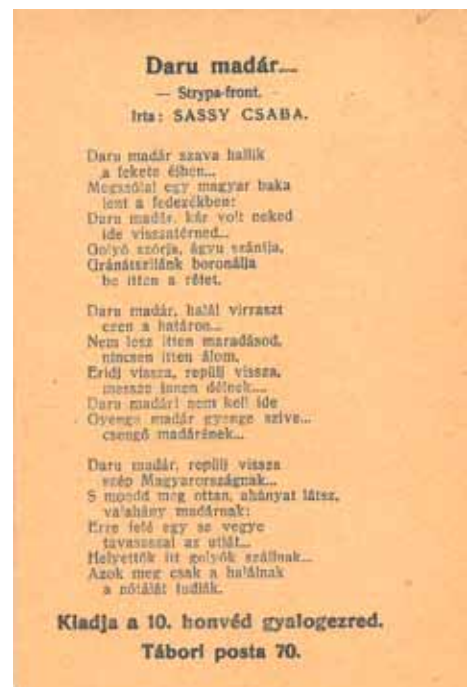 Daru madár...
— Strypa-front. —
Irta: SASSY CSABA.
Daru madár szava hallik
a fekete éjben...
Megszólal egy magyar baka
lent a fedezékben:
Daru madár, kár volt neked
ide visszatérned...
Golyó szórja, ágyu szántja,
Gránátszilánk boronálja
be itten a rétet.
Daru madár, halál virraszt
ezen a határon...
Nem lesz itten maradásod,
nincsen itten álom.
Eridj vissza, repülj vissza,
messze innen délnek....
Daru madár! nem kell ide
Gyenge madár gyenge szive...
csengő madárének...
Daru madár, repülj vissza
szép Magyarországnak...
S mondd meg ottan, ahányat látsz,
valahány madárnak:
Erre felé egy se vegye
tavasszal az utját...
Helyettök itt golyók szállnak...
Azok meg csak a halálnak
a nótáját tudják.
Kiadja a 10. honvéd gyalogezred.
Tábori posta 70.